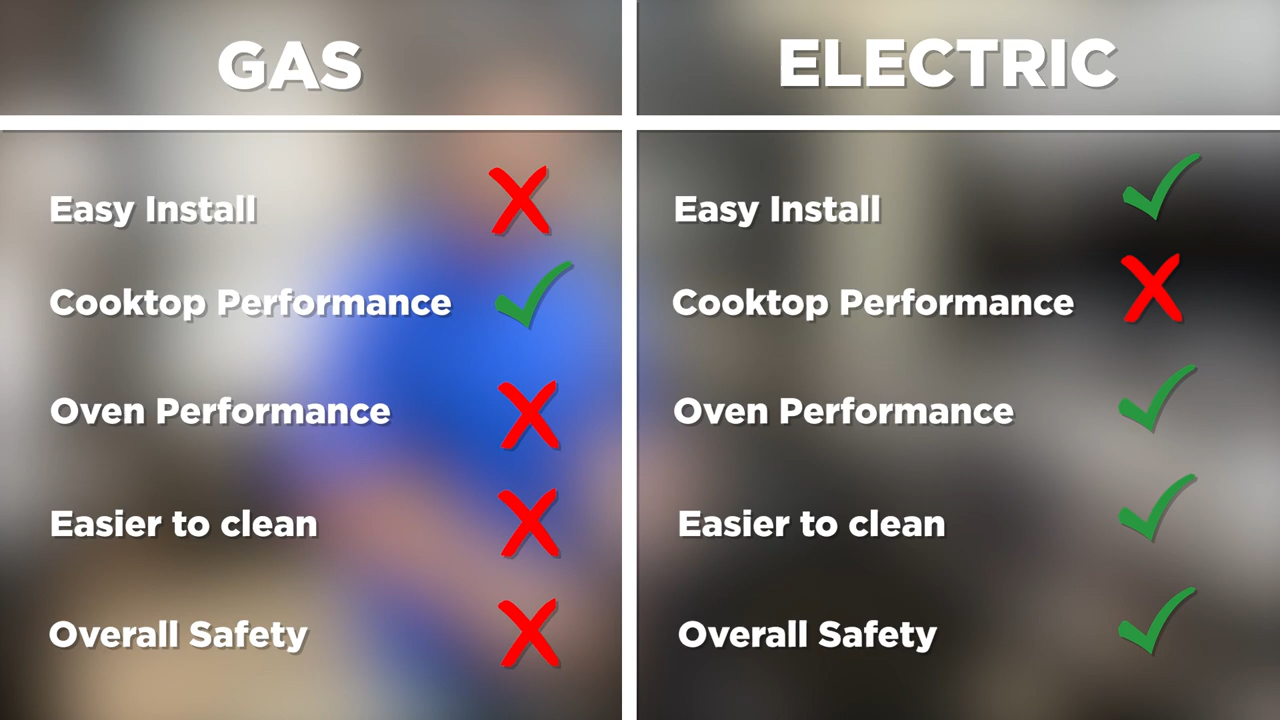 GAS
ELECTRIC
Easy Install
Easy Install
Cooktop Performance
Cooktop Performance
Oven Performance
Oven Performance
Easier to clean
Easier to clean
Overall Safety
Overall Safety